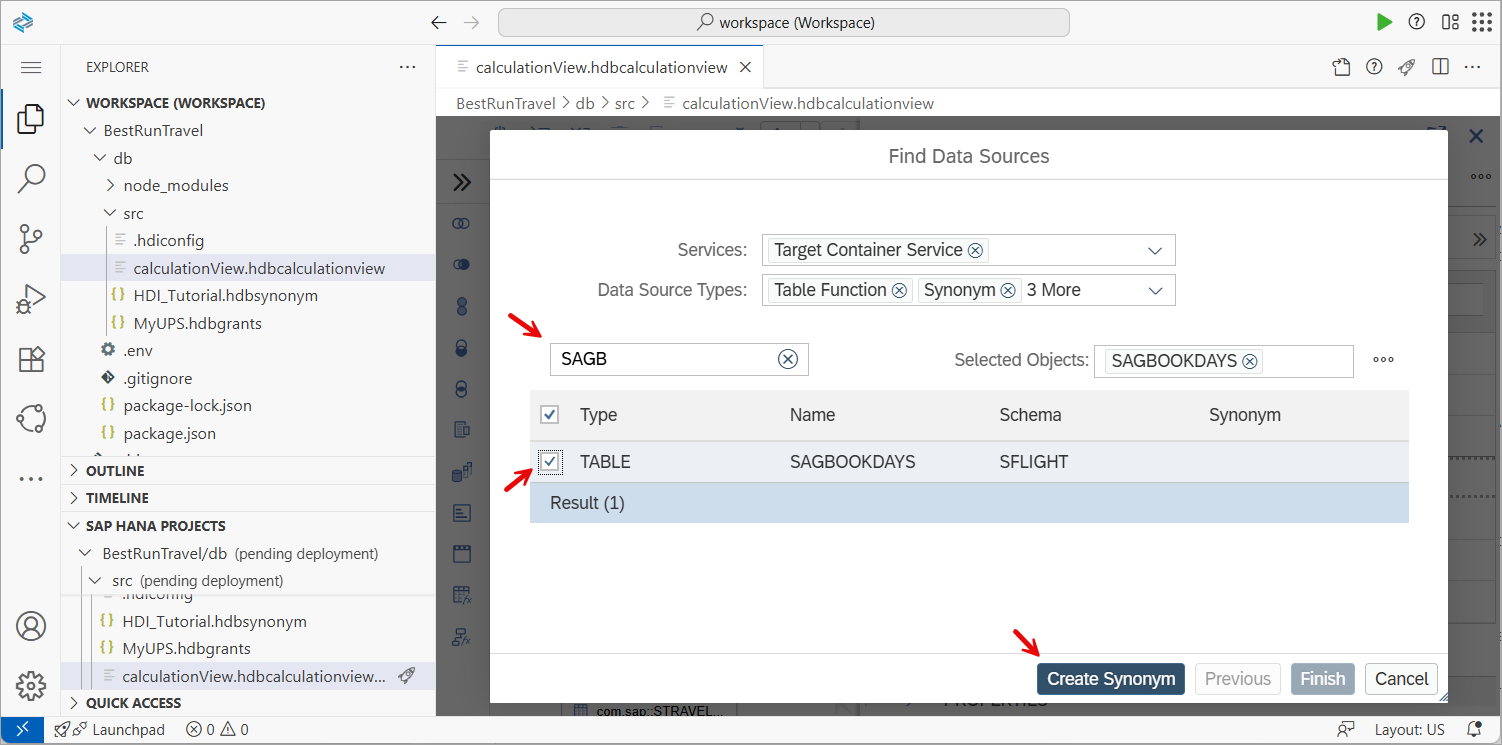 workspace (Workspace)
EXPLORER
WORKSPACE (WORKSPACE)
BestRunTravel
db
node_modules
src
.hdiconfig
calculationView.hdbcalculationview
HDI_Tutorial.hdbsynonym
MyUPS.hdbgrants
.env
.gitignore
package-lock.json
package.json
OUTLINE
TIMELINE
SAP HANA PROJECTS
BestRunTravel/db (pending deployment)
src (pending deployment)
.hdiconfig
HDI_Tutorial.hdbsynonym
MyUPS.hdbgrants
calculationView.hdbcalculationview...
QUICK ACCESS
calculationView.hdbcalculationview
BestRunTravel > db > src > calculationView.hdbcalculationview
Find Data Sources
Services: Target Container Service
Data Source Types: Table Function Synonym 3 More
SAGB Selected Objects: SAGBOOKDAYS
Type Name Schema Synonym
TABLE SAGBOOKDAYS SFLIGHT
Result (1)
Create Synonym Previous Finish Cancel
com.sap::STRAVEL...
PROPERTIES
Launchpad 0 0 Layout: US